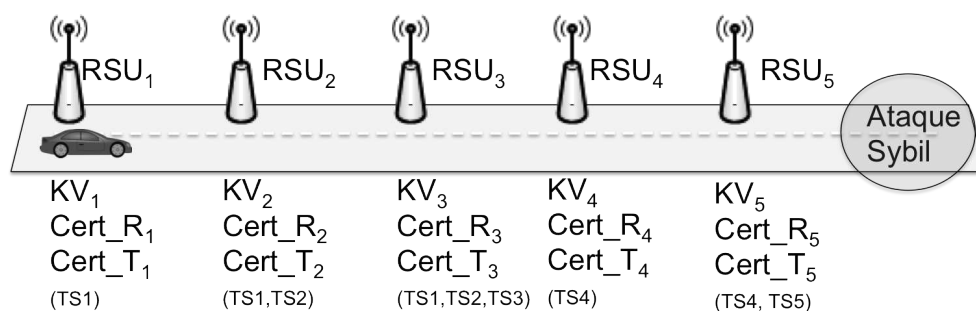 RSU₁ RSU₂ RSU₃ RSU₄ RSU₅
Ataque
Sybil
KV₁ KV₂ KV₃ KV₄ KV₅
Cert_R₁ Cert_R₂ Cert_R₃ Cert_R₄ Cert_R₅
Cert_T₁ Cert_T₂ Cert_T₃ Cert_T₄ Cert_T₅
(TS1) (TS1,TS2) (TS1,TS2,TS3) (TS4) (TS4, TS5)